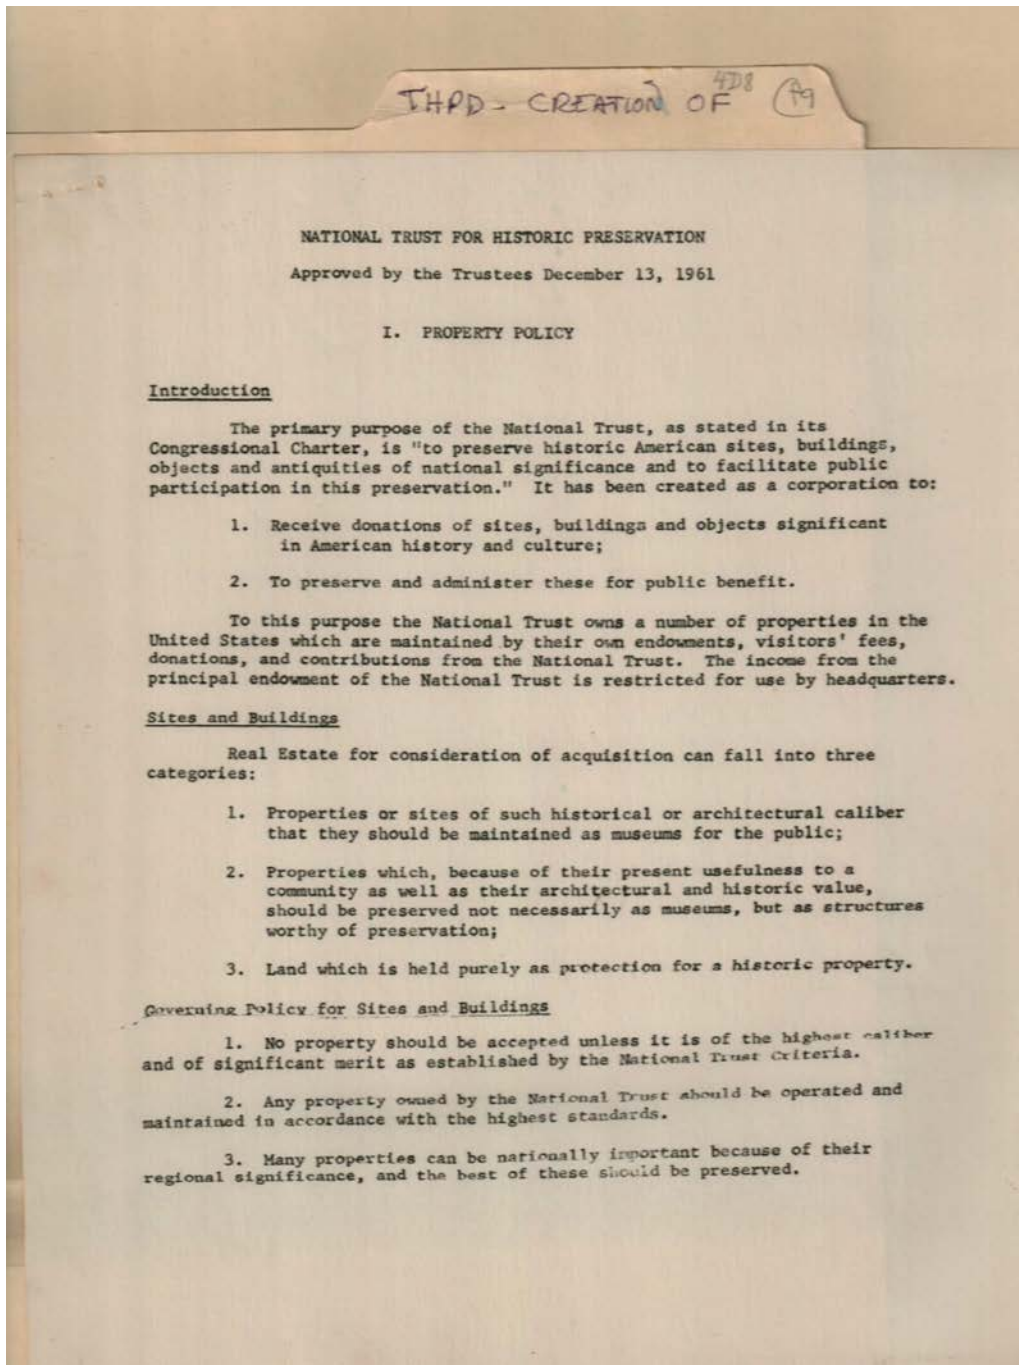 4D8
THPD - CREATION OF
NATIONAL TRUST FOR HISTORIC PRESERVATION
Approved by the Trustees December 13, 1961
I. PROPERTY POLICY
Introduction
The primary purpose of the National Trust, as stated in its
Congressional Charter, is "to preserve historic American sites, buildings,
objects and antiquities of national significance and to facilitate public
participation in this preservation." It has been created as a corporation to:
1. Receive donations of sites, buildings and objects significant
in American history and culture;
2. To preserve and administer these for public benefit.
To this purpose the National Trust owns a number of properties in the
United States which are maintained by their own endowments, visitors' fees,
donations, and contributions from the National Trust. The income from the
principal endowment of the National Trust is restricted for use by headquarters.
Sites and Buildings
Real Estate for consideration of acquisition can fall into three
categories:
1. Properties or sites of such historical or architectural caliber
that they should be maintained as museums for the public;
2. Properties which, because of their present usefulness to a
community as well as their architectural and historic value,
should be preserved not necessarily as museums, but as structures
worthy of preservation;
3. Land which is held purely as protection for a historic property.
Governing Policy for Sites and Buildings
1. No property should be accepted unless it is of the highest caliber
and of significant merit as established by the National Trust Criteria.
2. Any property owned by the National Trust should be operated and
maintained in accordance with the highest standards.
3. Many properties can be nationally important because of their
regional significance, and the best of these should be preserved.